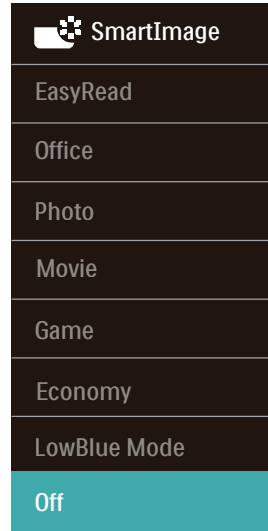 SmartImage
EasyRead
Office
Photo
Movie
Game
Economy
LowBlue Mode
Off